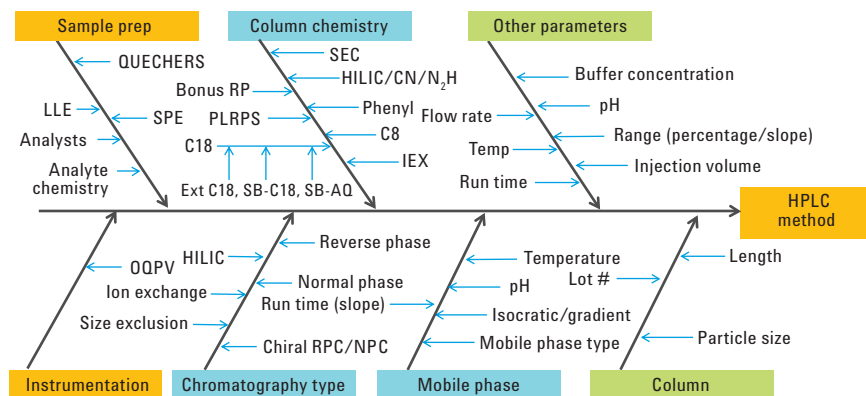 Sample prep
Column chemistry
Other parameters
QUECHERS
LLE
SPE
Analysts
Analyte
chemistry
SEC
HILIC/CN/N₂H
Bonus RP
Phenyl
PLRPS
C8
C18
IEX
Ext C18, SB-C18, SB-AQ
Buffer concentration
pH
Flow rate
Range (percentage/slope)
Temp
Injection volume
Run time
HPLC
method
OQPV
Reverse phase
HILIC
Normal phase
Ion exchange
Size exclusion
Chiral RPC/NPC
Temperature
pH
Run time (slope)
Isocratic/gradient
Mobile phase type
Length
Lot #
Particle size
Instrumentation
Chromatography type
Mobile phase
Column